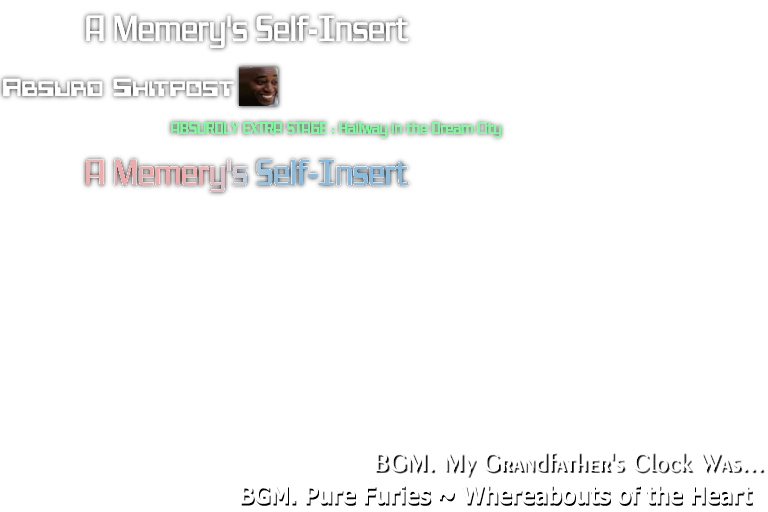 A Memery's Self-Insert
Absurd Shitpost
ABSURDLY EXTRA STAGE : Hallway in the Dream City
A Memery's Self-Insert
BGM. My Grandfather's Clock Was...
BGM. Pure Furies ~ Whereabouts of the Heart